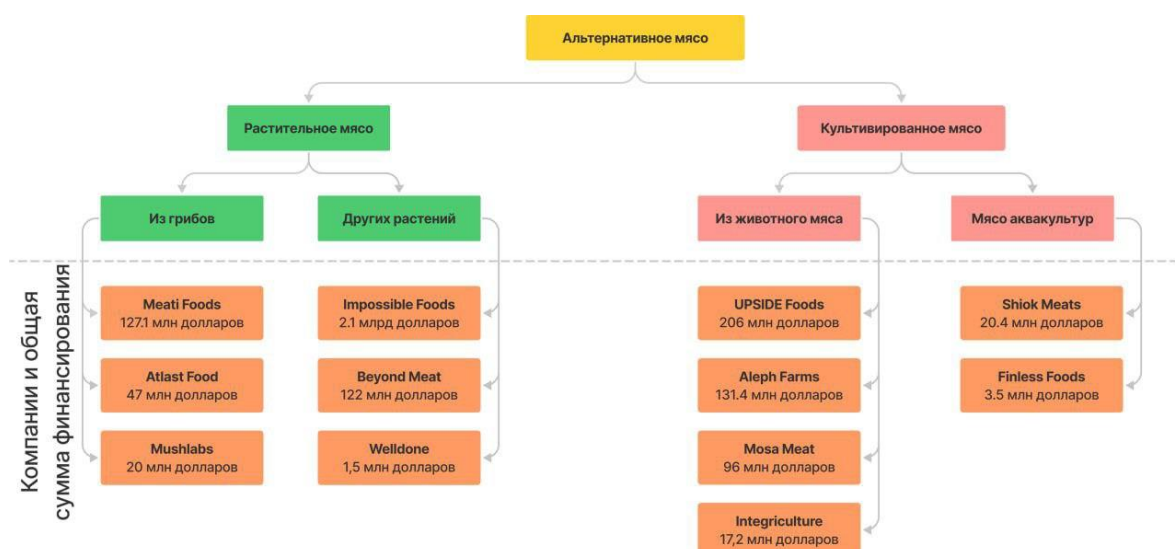 Альтернативное мясо
Растительное мясо
Культивированное мясо
Из грибов
Других растений
Из животного мяса
Мясо аквакультур
Компании и общая
сумма финансирования
Meati Foods
127.1 млн долларов
Impossible Foods
2.1 млрд долларов
UPSIDE Foods
206 млн долларов
Shiok Meats
20.4 млн долларов
Atlast Food
47 млн долларов
Beyond Meat
122 млн долларов
Aleph Farms
131.4 млн долларов
Finless Foods
3.5 млн долларов
Mushlabs
20 млн долларов
Welldone
1,5 млн долларов
Mosa Meat
96 млн долларов
Integriculture
17,2 млн долларов